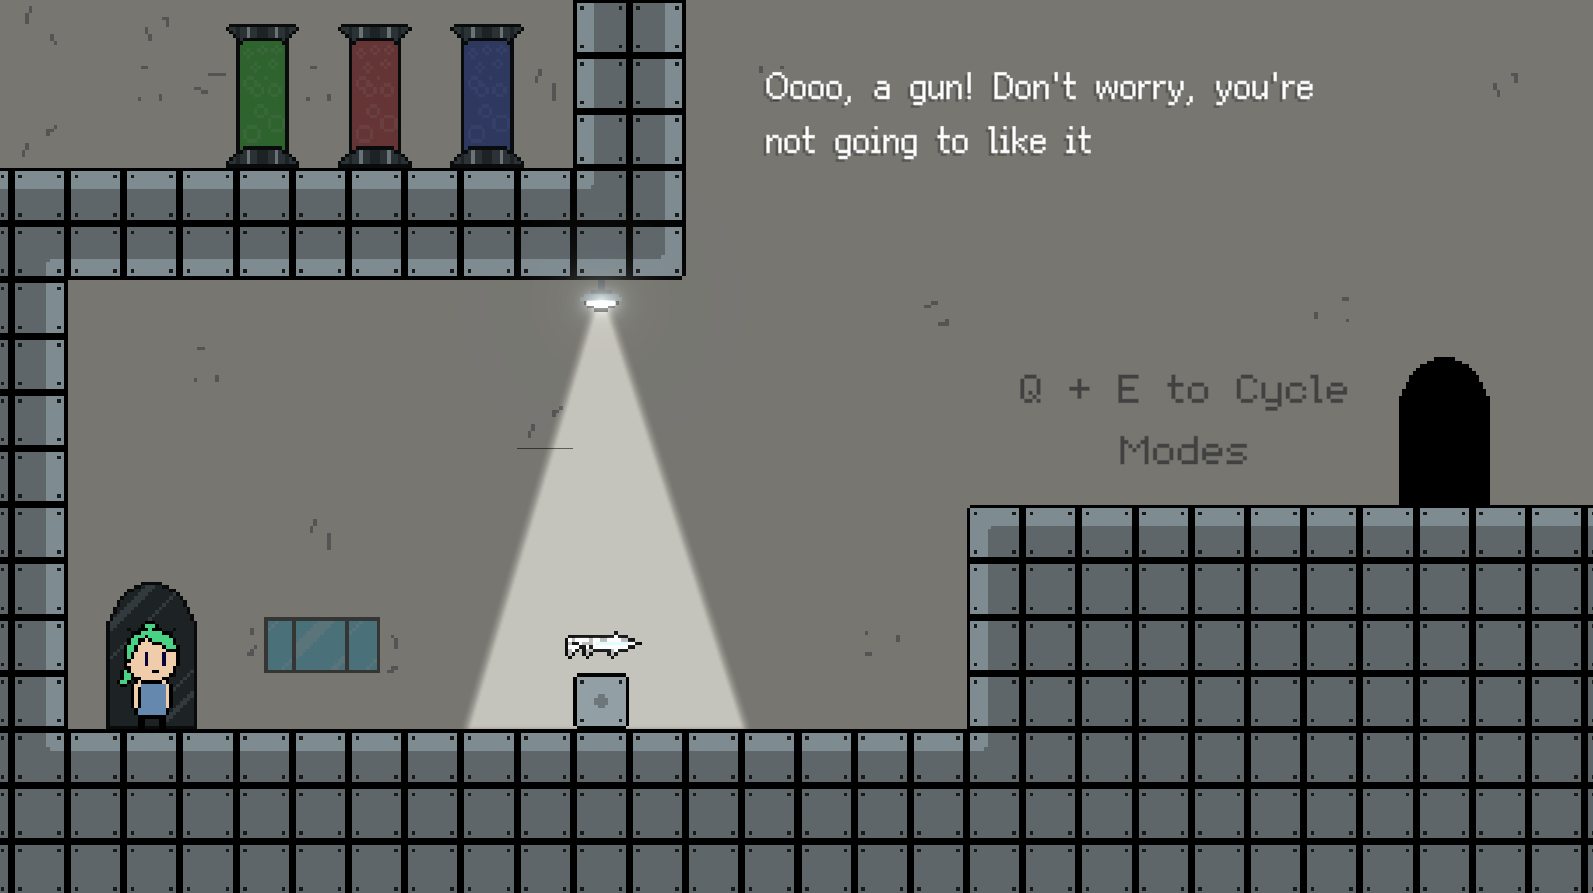 Oooo, a gun! Don't worry, you're
not going to like it
Q + E to Cycle
Modes